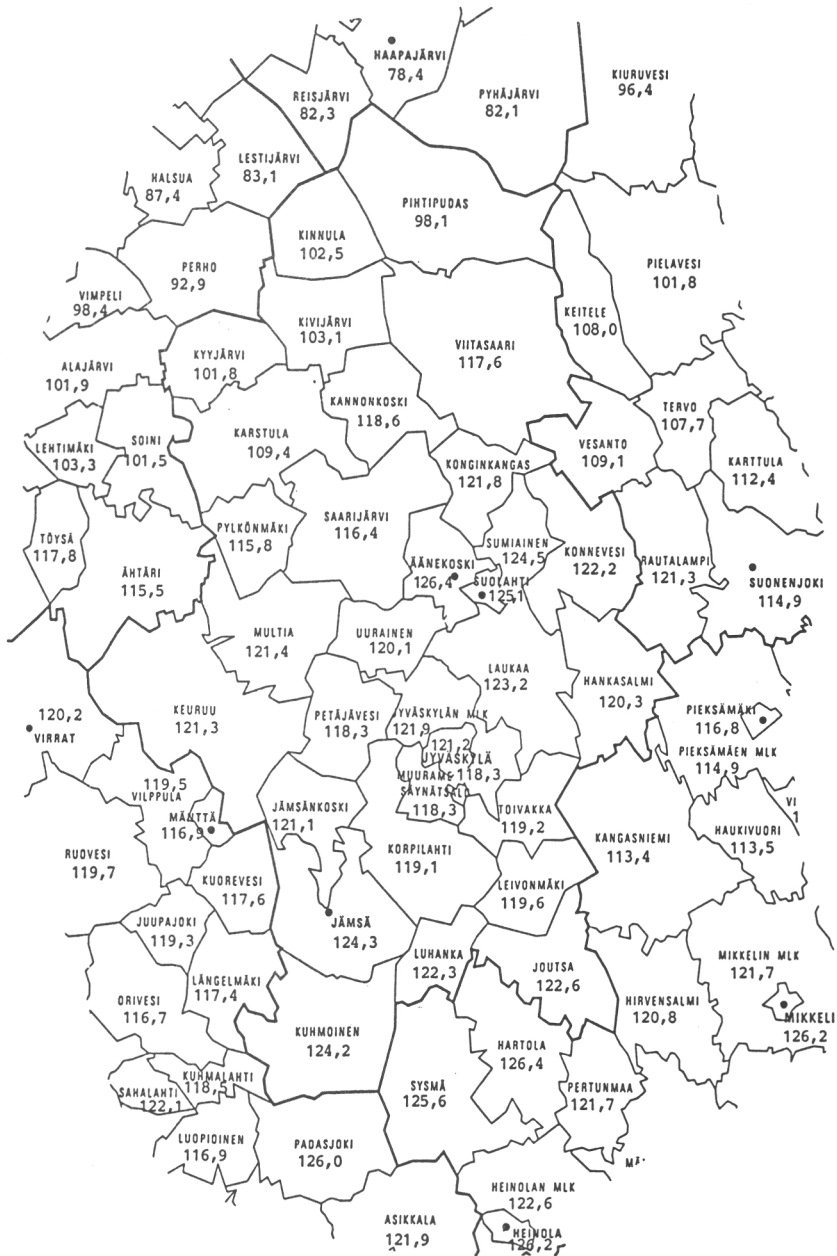 HAAPAJÄRVI
78,4
KIURUVESI
96,4
REISJÄRVI
82,3
PYHÄJÄRVI
82,1
LESTIJÄRVI
83,1
HALSUA
87,4
PIHTIPUDAS
98,1
KINNULA
102,5
PERHO
92,9
PIELAVESI
101,8
VIMPELI
98,4
KIVIJÄRVI
103,1
KEITELE
108,0
KYYJÄRVI
101,8
VIITASAARI
117,6
ALAJÄRVI
101,9
KANNONKOSKI
118,6
TERVO
107,7
LEHTIMÄKI
103,3
SOINI
101,5
KARSTULA
109,4
VESANTO
109,1
KARTTULA
112,4
KONGINKANGAS
121,8
TÖYSÄ
117,8
PYLKÖNMÄKI
115,8
SAARIJÄRVI
116,4
SUMIAINEN
124,5
KONNEVESI
122,2
RAUTALAMPI
121,3
ÄHTÄRI
115,5
ÄÄNEKOSKI
126,4
SUOLAHTI
125,1
SUONENJOKI
114,9
MULTIA
121,4
UURAINEN
120,1
LAUKAA
123,2
HANKASALMI
120,3
KEURUU
121,3
120,2
VIRRAT
PETÄJÄVESI
118,3
JYVÄSKYLÄN MLK
121,9
PIEKSÄMÄKI
116,8
121,2
JYVÄSKYLÄ
118,3
PIEKSÄMÄEN MLK
114,9
MUURAME
SÄYNÄTSALO
118,3
119,5
VILPPULA
MÄNTTÄ
116,9
JÄMSÄNKOSKI
121,1
TOIVAKKA
119,2
VI
1
KANGASNIEMI
113,4
HAUKIVUORI
113,5
RUOVESI
119,7
KORPILAHTI
119,1
KUOREVESI
117,6
LEIVONMÄKI
119,6
JUUPAJOKI
119,3
JÄMSÄ
124,3
LUHANKA
122,3
JOUTSA
122,6
MIKKELIN MLK
121,7
LÄNGELMÄKI
117,4
ORIVESI
116,7
HIRVENSALMI
120,8
MIKKELI
126,2
KUHMOINEN
124,2
HARTOLA
126,4
KUHMALAHTI
118,5
SYSMÄ
125,6
PERTUNMAA
121,7
SAHALAHTI
122,1
LUOPIOINEN
116,9
PADASJOKI
126,0
MÄ
HEINOLAN MLK
122,6
ASIKKALA
121,9
HEINOLA
126,2